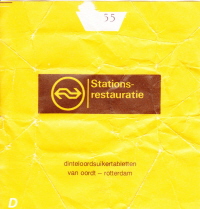 55
Stations-
restauratie
dinteloordsuikertabletten
van oordt – rotterdam
D